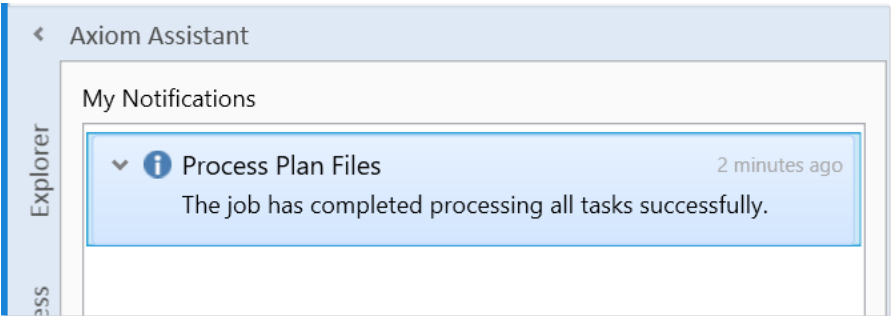 Axiom Assistant
My Notifications
Explorer
Process Plan Files
2 minutes ago
The job has completed processing all tasks successfully.
ess